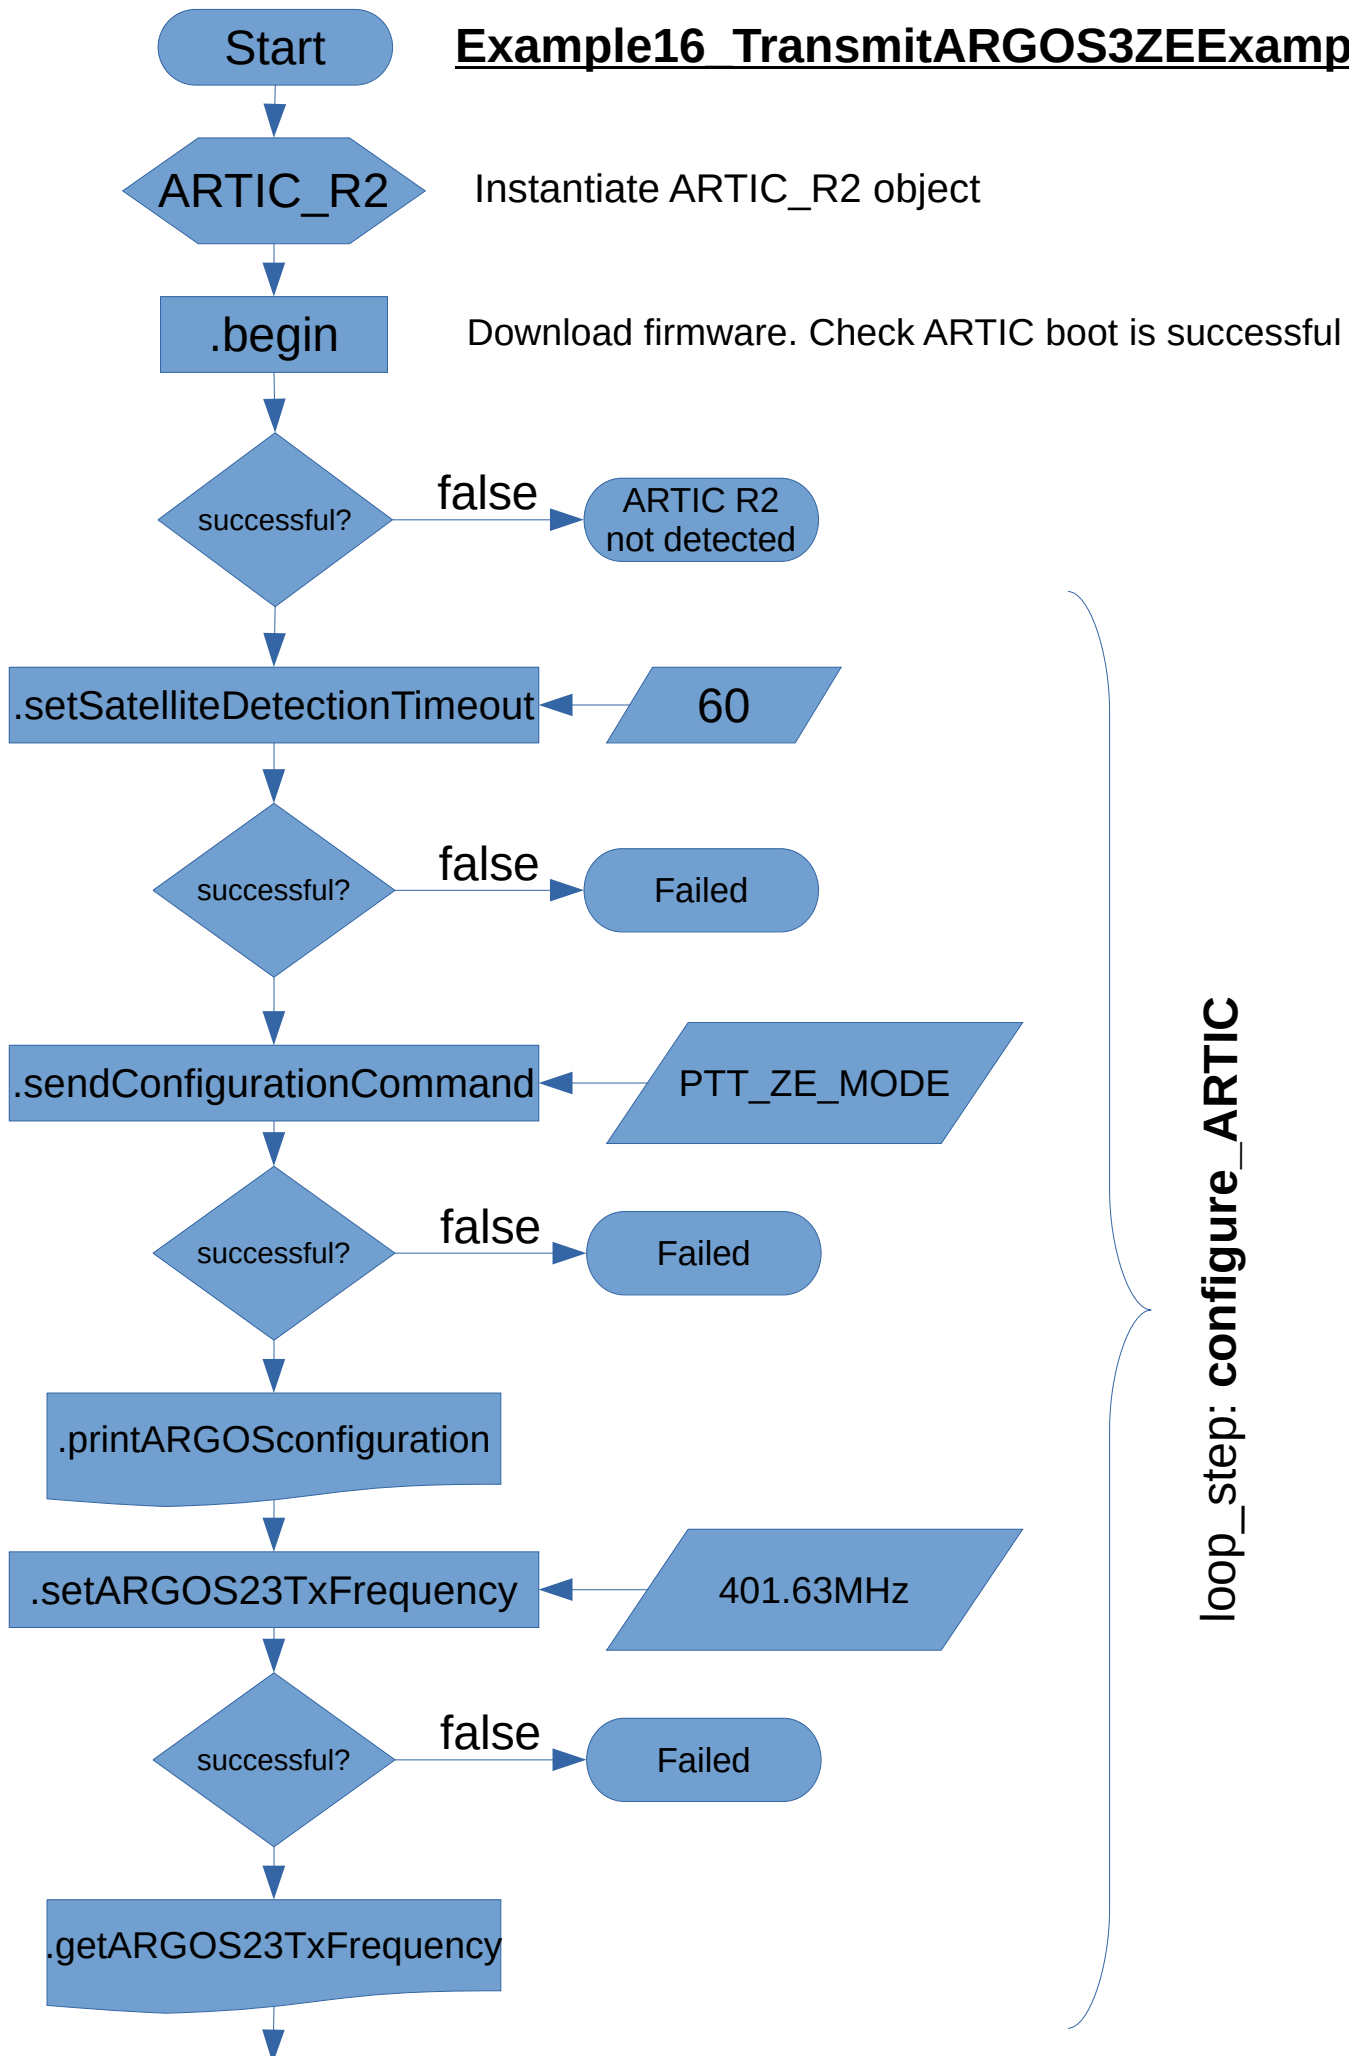 Start
Example16_TransmitARGOS3ZEExamp
ARTIC_R2
Instantiate ARTIC_R2 object
.begin
Download firmware. Check ARTIC boot is successful
successful?
false
ARTIC R2
not detected
.setSatelliteDetectionTimeout
60
successful?
false
Failed
.sendConfigurationCommand
PTT_ZE_MODE
successful?
false
Failed
.printARGOSconfiguration
.setARGOS23TxFrequency
401.63MHz
successful?
false
Failed
.getARGOS23TxFrequency
loop_step: configure_ARTIC